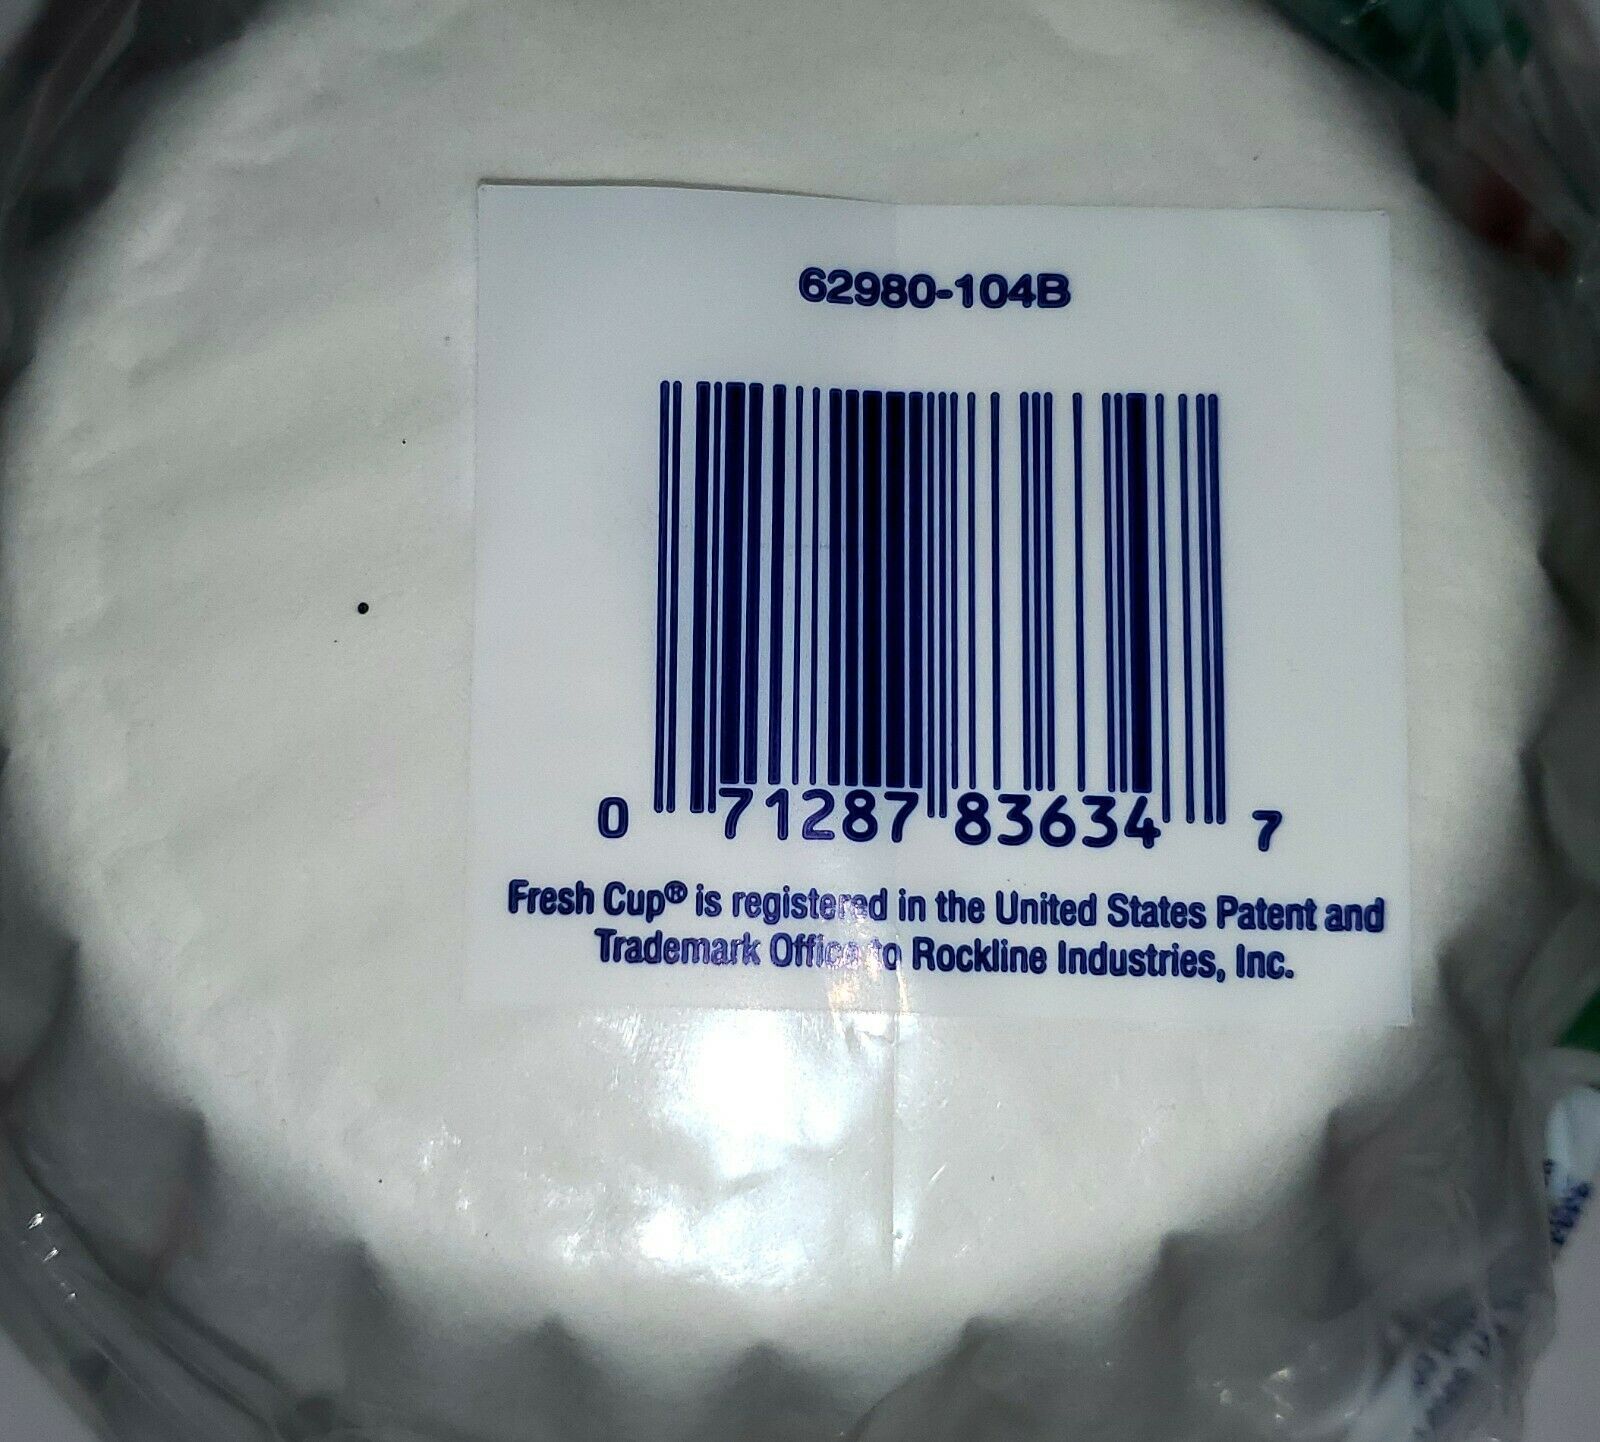 62980-104B
0 71287 83634 7
Fresh Cup® is registered in the United States Patent and
Trademark Office to Rockline Industries, Inc.